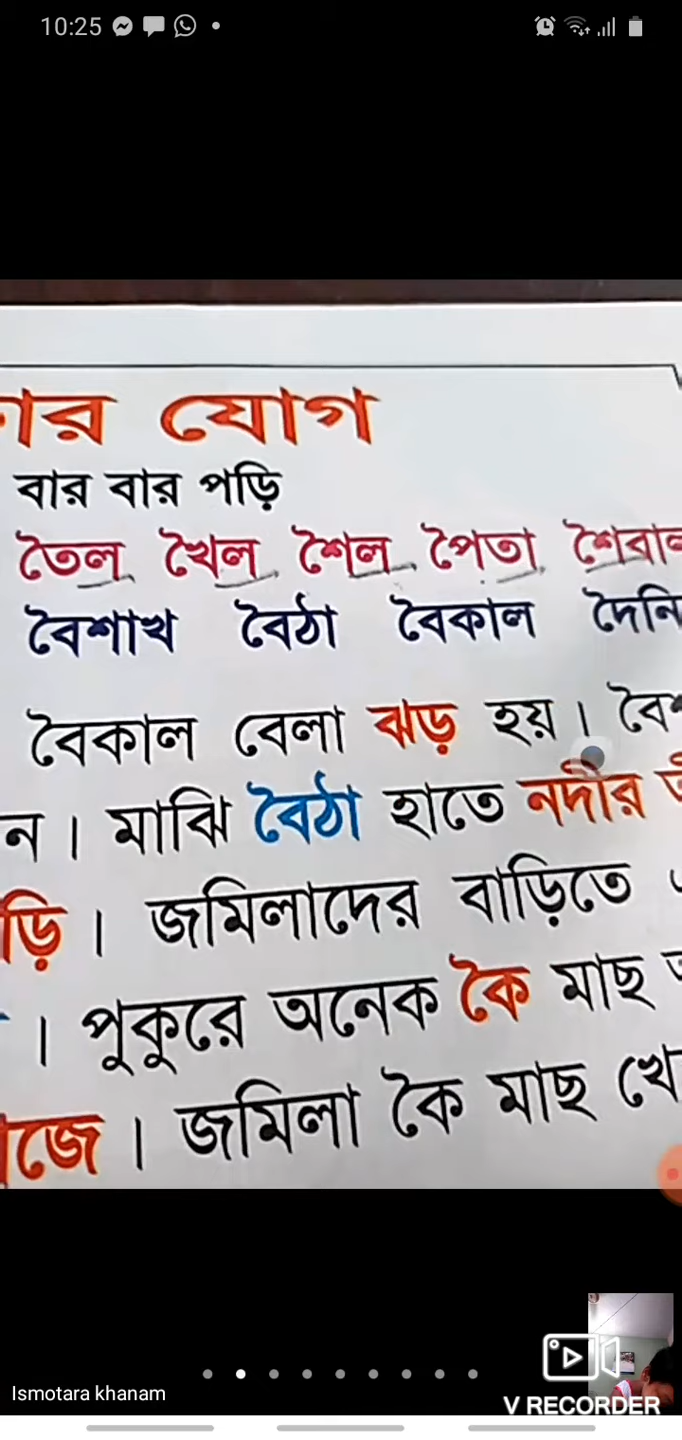 10:25
যোগ
বার বার পড়ি
তৈল খৈল শৈল পৈতা
বৈশাখ বৈঠা বৈকাল
বৈকাল বেলা ঝড় হয়।
ন। মাঝি বৈঠা হাতে নদীর
ড়ি। জমিলাদের বাড়িতে
। পুকুরে অনেক কৈ মাছ
জে। জমিলা কৈ মাছ
Ismotara khanam
V RECORDER